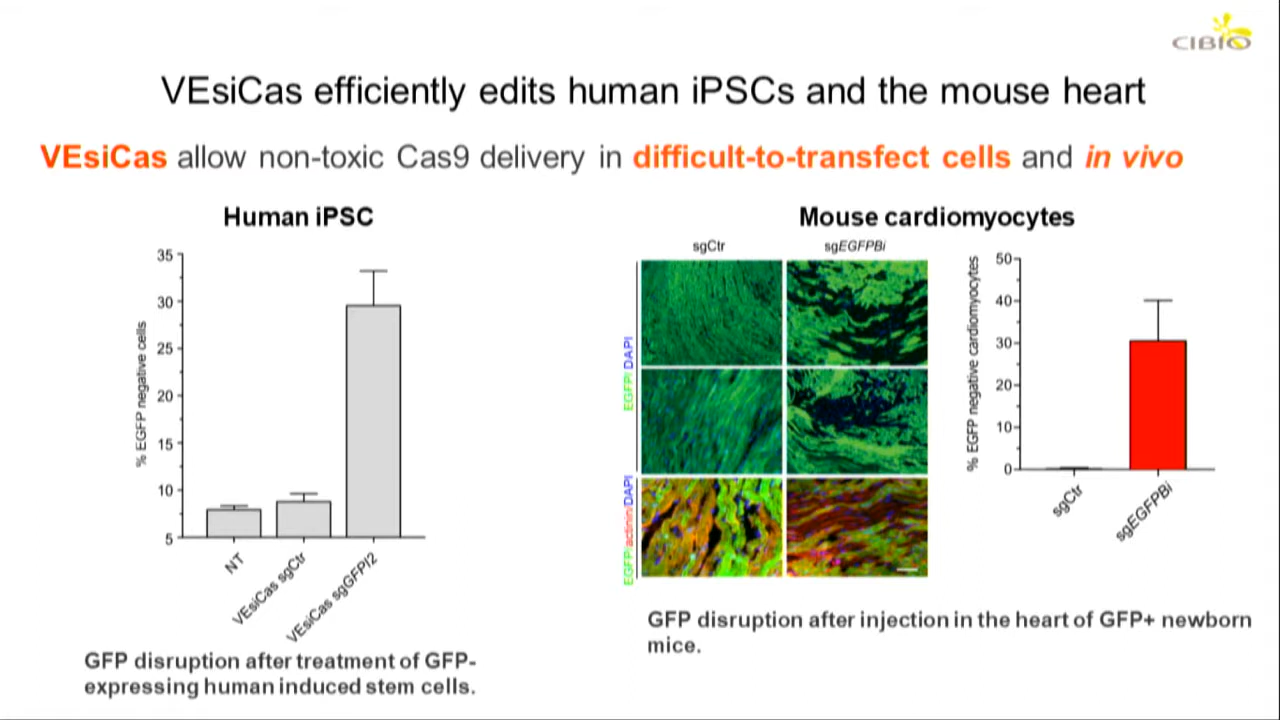 CIBIO
VEsiCas efficiently edits human iPSCs and the mouse heart
VEsiCas allow non-toxic Cas9 delivery in difficult-to-transfect cells and in vivo
Human iPSC
% EGFP negative cells
35
30
25
20
15
10
5
NT
VEsiCas sgCtr
VEsiCas sgGFPI2
GFP disruption after treatment of GFP-
expressing human induced stem cells.
Mouse cardiomyocytes
sgCtr
sgEGFPBi
EGFP/DAPI
EGFP/actinin/DAPI
% EGFP negative cardiomyocytes
50
40
30
20
10
0
sgCtr
sgEGFPBi
GFP disruption after injection in the heart of GFP+ newborn
mice.